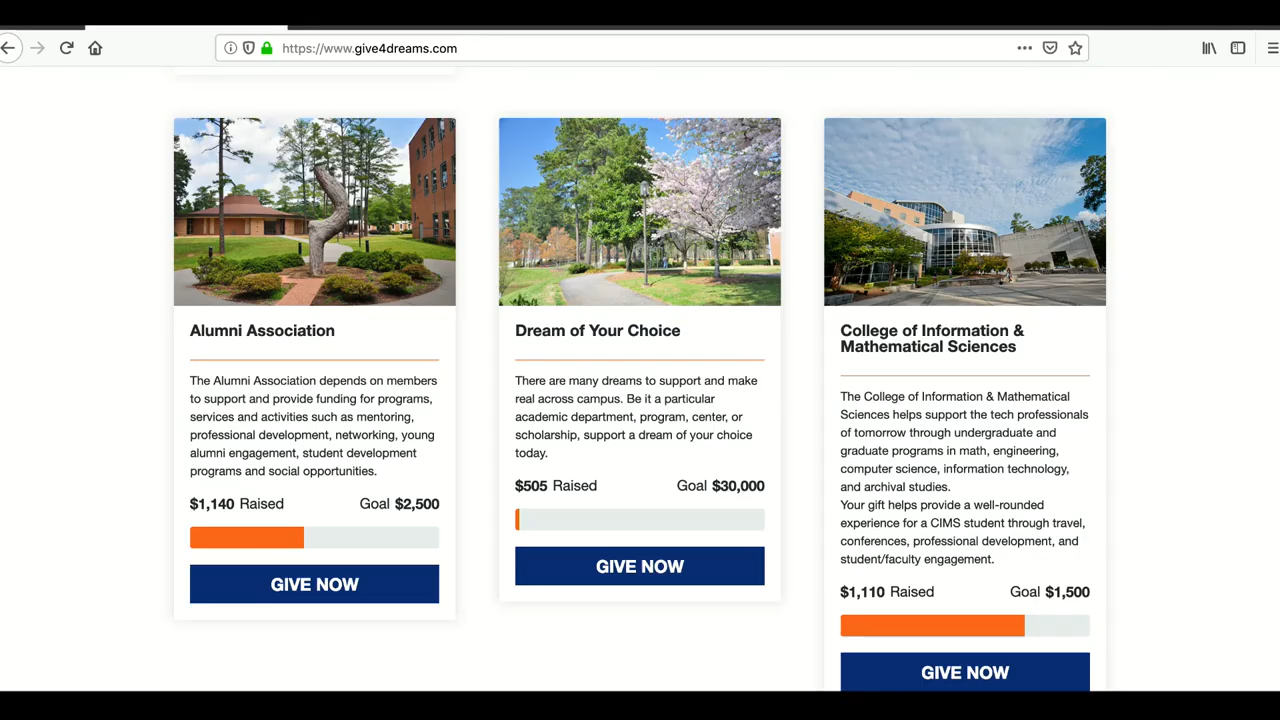 https://www.give4dreams.com
Alumni Association
The Alumni Association depends on members
to support and provide funding for programs,
services and activities such as mentoring,
professional development, networking, young
alumni engagement, student development
programs and social opportunities.
$1,140 Raised Goal $2,500
GIVE NOW
Dream of Your Choice
There are many dreams to support and make
real across campus. Be it a particular
academic department, program, center, or
scholarship, support a dream of your choice
today.
$505 Raised Goal $30,000
GIVE NOW
College of Information &
Mathematical Sciences
The College of Information & Mathematical
Sciences helps support the tech professionals
of tomorrow through undergraduate and
graduate programs in math, engineering,
computer science, information technology,
and archival studies.
Your gift helps provide a well-rounded
experience for a CIMS student through travel,
conferences, professional development, and
student/faculty engagement.
$1,110 Raised Goal $1,500
GIVE NOW